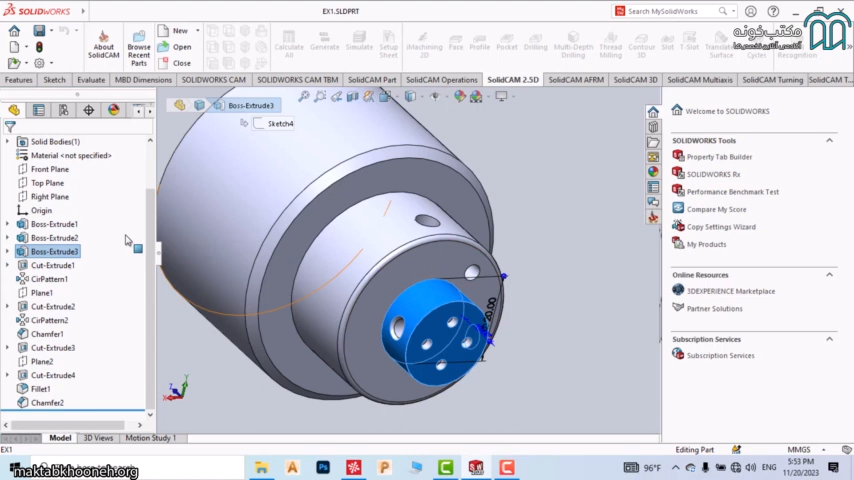 SOLIDWORKS
EX1.SLDPRT
Search MySolidWorks
مکتب‌خونه
About SolidCAM
Browse Recent Parts
New
Open
Close
Calculate All
Generate
Simulate
Setup Sheet
iMachining 2D
Face
Profile
Pocket
Drilling
Multi-Depth Drilling
Thread Milling
Contour 3D
Slot
T-Slot
Features
Sketch
Evaluate
MBD Dimensions
SOLIDWORKS CAM
SOLIDWORKS CAM TBM
SolidCAM Part
SolidCAM Operations
SolidCAM 2.5D
SolidCAM AFRM
SolidCAM 3D
SolidCAM Multiaxis
SolidCAM Turning
SolidCAM T...
Boss-Extrude3
Sketch4
Solid Bodies(1)
Material <not specified>
Front Plane
Top Plane
Right Plane
Origin
Boss-Extrude1
Boss-Extrude2
Boss-Extrude3
Cut-Extrude1
CirPattern1
Plane1
Cut-Extrude2
CirPattern2
Chamfer1
Cut-Extrude3
Plane2
Cut-Extrude4
Fillet1
Chamfer2
Welcome to SOLIDWORKS
SOLIDWORKS Tools
Property Tab Builder
SOLIDWORKS Rx
Performance Benchmark Test
Compare My Score
Copy Settings Wizard
My Products
Online Resources
3DEXPERIENCE Marketplace
Partner Solutions
Subscription Services
Subscription Services
Model
3D Views
Motion Study 1
EX1
Editing Part
MMGS
maktabkhooneh.org
96°F
ENG
5:53 PM
11/20/2023